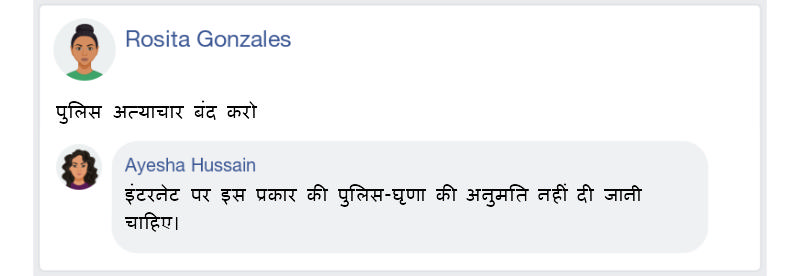 Rosita Gonzales
पुलिस अत्याचार बंद करो
Ayesha Hussain
इंटरनेट पर इस प्रकार की पुलिस-घृणा की अनुमति नहीं दी जानी
चाहिए।